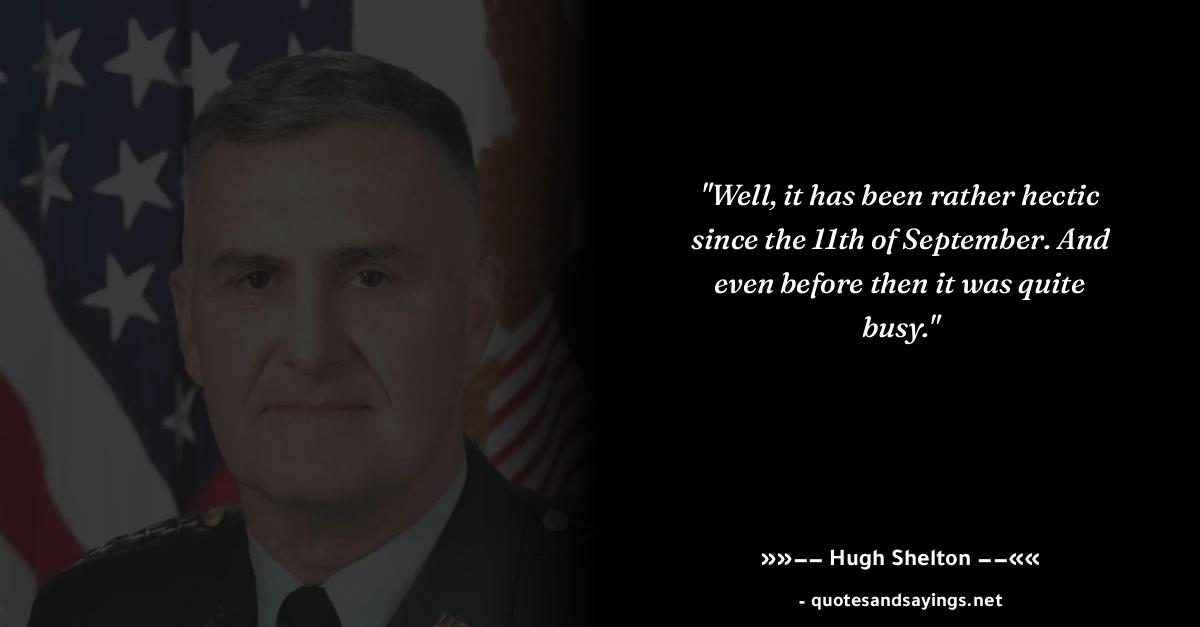 "Well, it has been rather hectic
since the 11th of September. And
even before then it was quite
busy."
»»—— Hugh Shelton ——««
- quotesandsayings.net